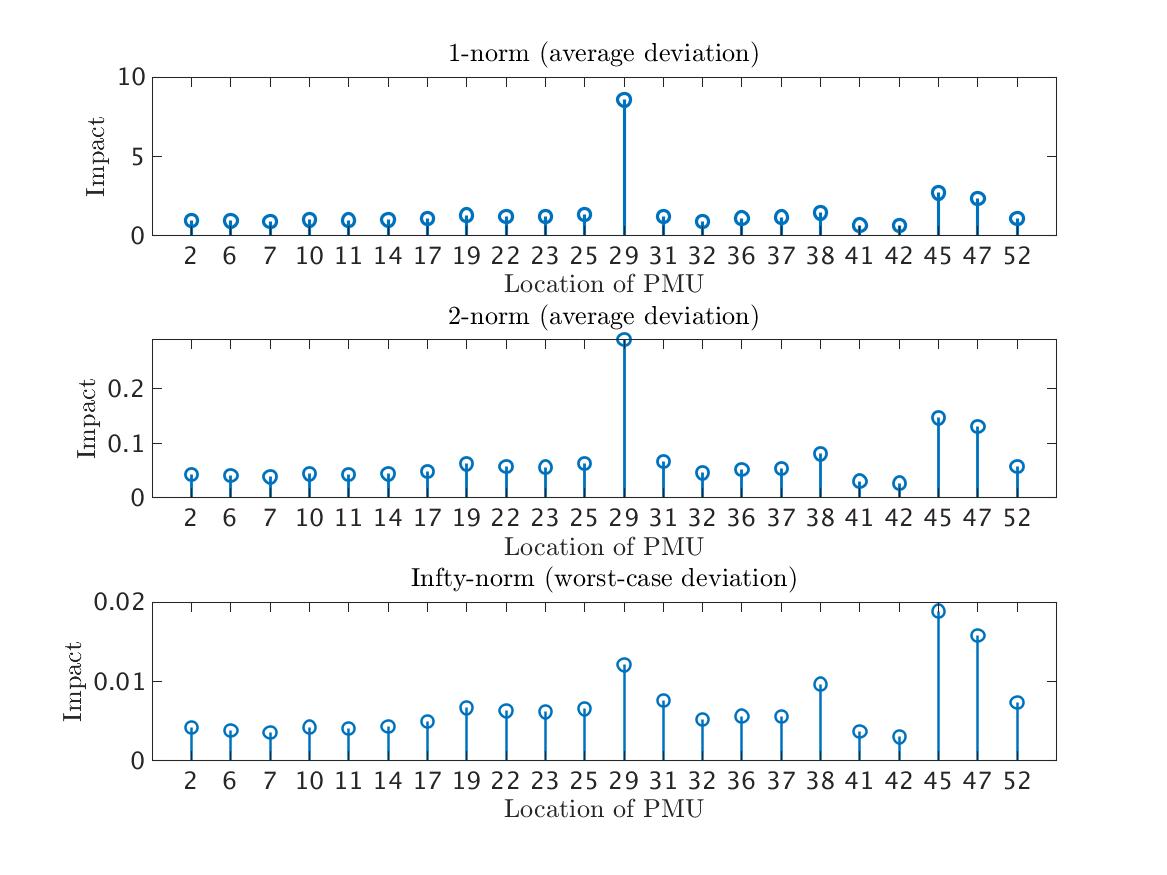 1-norm (average deviation)
10
5
0
Impact
2 6 7 10 11 14 17 19 22 23 25 29 31 32 36 37 38 41 42 45 47 52
Location of PMU
2-norm (average deviation)
0.2
0.1
0
Impact
2 6 7 10 11 14 17 19 22 23 25 29 31 32 36 37 38 41 42 45 47 52
Location of PMU
Infty-norm (worst-case deviation)
0.02
0.01
0
Impact
2 6 7 10 11 14 17 19 22 23 25 29 31 32 36 37 38 41 42 45 47 52
Location of PMU